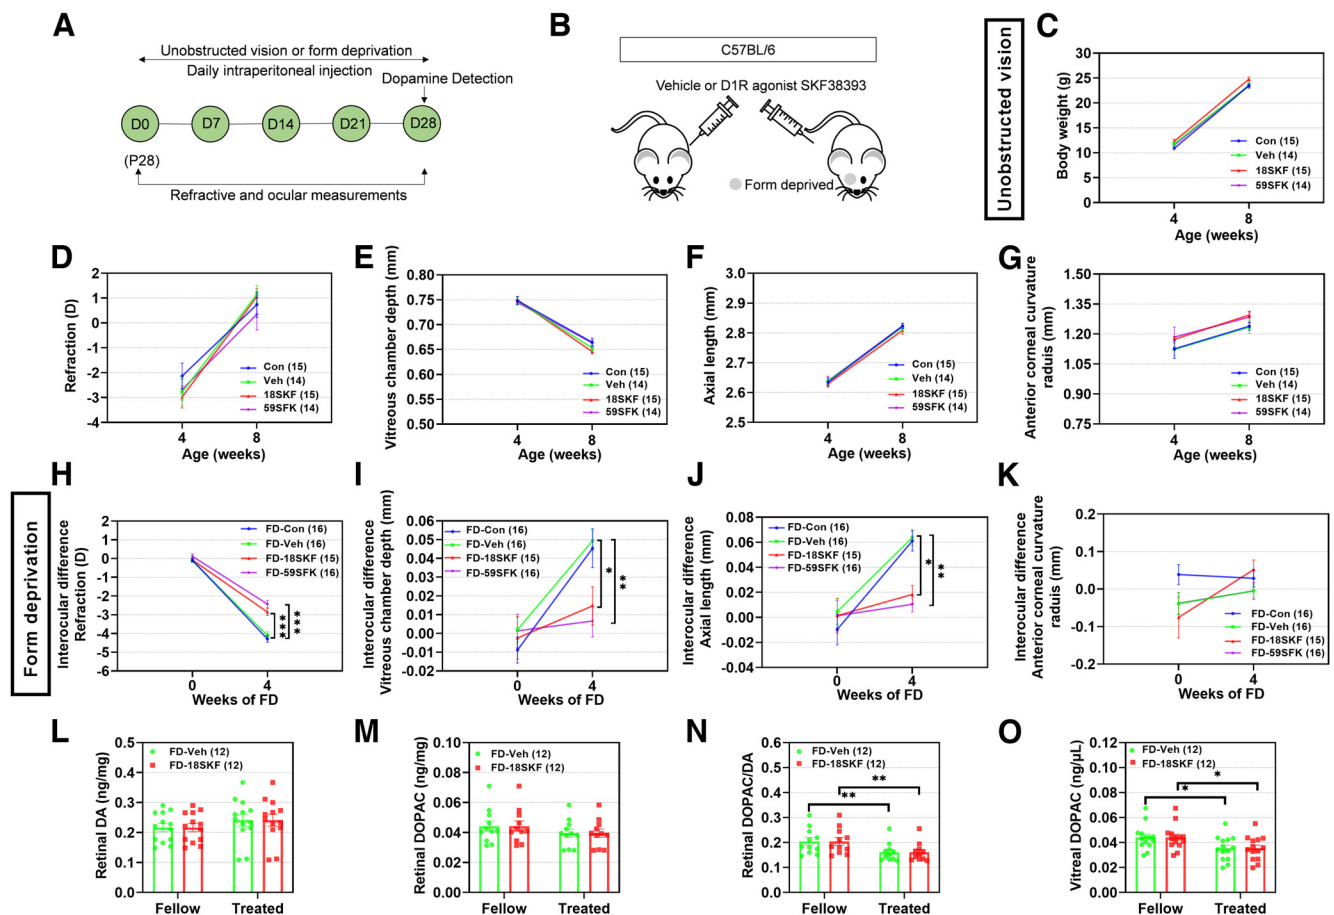 A
Unobstructed vision or form deprivation
Daily intraperitoneal injection
Dopamine Detection
D0
D7
D14
D21
D28
(P28)
Refractive and ocular measurements
B
C57BL/6
Vehicle or D1R agonist SKF38393
Form deprived
Unobstructed vision
C
Body weight (g)
30
25
20
15
10
5
0
Con (15)
Veh (14)
18SKF (15)
59SFK (14)
4
8
Age (weeks)
D
Refraction (D)
2
1
0
-1
-2
-3
-4
Con (15)
Veh (14)
18SKF (15)
59SFK (14)
4
8
Age (weeks)
E
Vitreous chamber depth (mm)
0.80
0.75
0.70
0.65
0.60
0.55
0.50
Con (15)
Veh (14)
18SKF (15)
59SFK (14)
4
8
Age (weeks)
F
Axial length (mm)
3.0
2.9
2.8
2.7
2.6
2.5
Con (15)
Veh (14)
18SKF (15)
59SFK (14)
4
8
Age (weeks)
G
Anterior corneal curvature
raduis (mm)
1.50
1.35
1.20
1.05
0.90
0.75
Con (15)
Veh (14)
18SKF (15)
59SFK (14)
4
8
Age (weeks)
Form deprivation
H
Interocular difference
Refraction (D)
2
1
0
-1
-2
-3
-4
-5
-6
FD-Con (16)
FD-Veh (16)
FD-18SKF (15)
FD-59SFK (16)
***
***
0
4
Weeks of FD
I
Interocular difference
Vitreous chamber depth (mm)
0.06
0.05
0.04
0.03
0.02
0.01
0.00
-0.01
-0.02
FD-Con (16)
FD-Veh (16)
FD-18SKF (15)
FD-59SFK (16)
*
**
0
4
Weeks of FD
J
Interocular difference
Axial length (mm)
0.08
0.06
0.04
0.02
0.00
-0.02
-0.04
FD-Con (16)
FD-Veh (16)
FD-18SKF (15)
FD-59SFK (16)
*
**
0
4
Weeks of FD
K
Interocular difference
Anterior corneal curvature
raduis (mm)
0.2
0.1
0.0
-0.1
-0.2
FD-Con (16)
FD-Veh (16)
FD-18SKF (15)
FD-59SFK (16)
0
4
Weeks of FD
L
Retinal DA (ng/mg)
0.5
0.4
0.3
0.2
0.1
0.0
FD-Veh (12)
FD-18SKF (12)
Fellow
Treated
M
Retinal DOPAC (ng/mg)
0.10
0.08
0.06
0.04
0.02
0.00
FD-Veh (12)
FD-18SKF (12)
Fellow
Treated
N
Retinal DOPAC/DA
0.6
0.5
0.4
0.3
0.2
0.1
0.0
FD-Veh (12)
FD-18SKF (12)
**
**
Fellow
Treated
O
Vitreal DOPAC (ng/µL)
0.12
0.10
0.08
0.06
0.04
0.02
0.00
FD-Veh (12)
FD-18SKF (12)
*
*
Fellow
Treated